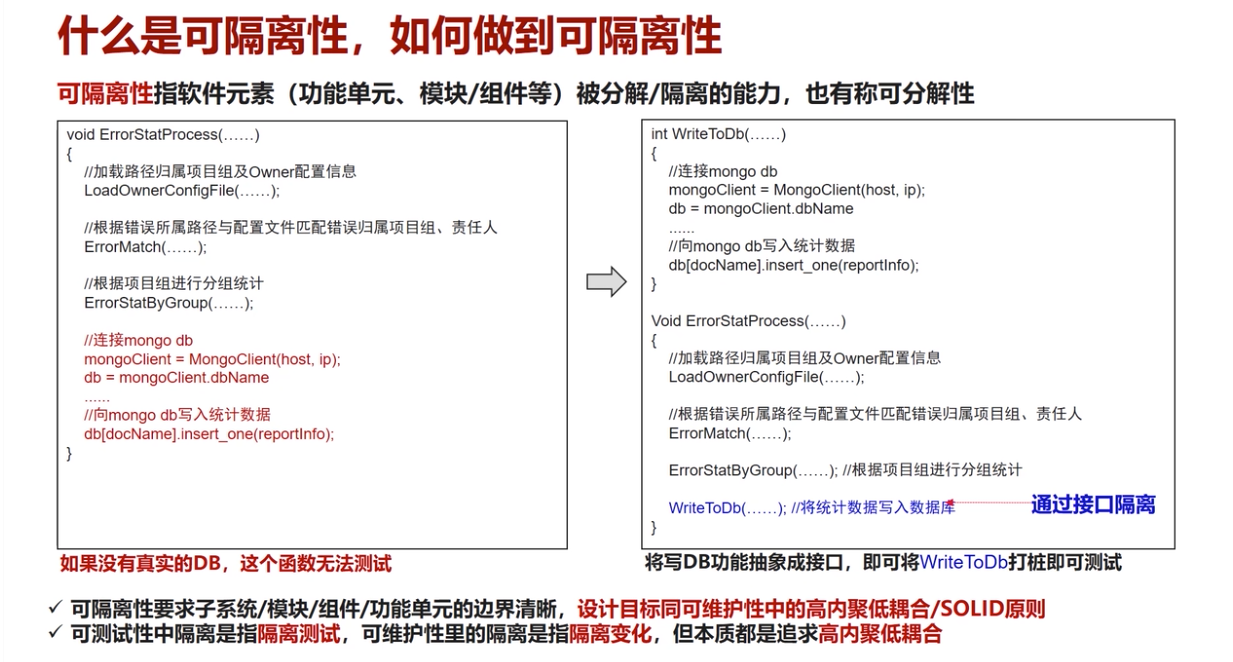 什么是可隔离性，如何做到可隔离性
可隔离性指软件元素（功能单元、模块/组件等）被分解/隔离的能力，也有称可分解性
void ErrorStatProcess(……)
{
//加载路径归属项目组及Owner配置信息
LoadOwnerConfigFile(……);
//根据错误所属路径与配置文件匹配错误归属项目组、责任人
ErrorMatch(……);
//根据项目组进行分组统计
ErrorStatByGroup(……);
//连接mongo db
mongoClient = MongoClient(host, ip);
db = mongoClient.dbName
……
//向mongo db写入统计数据
db[docName].insert_one(reportInfo);
}
如果没有真实的DB，这个函数无法测试
int WriteToDb(……)
{
//连接mongo db
mongoClient = MongoClient(host, ip);
db = mongoClient.dbName
……
//向mongo db写入统计数据
db[docName].insert_one(reportInfo);
}
Void ErrorStatProcess(……)
{
//加载路径归属项目组及Owner配置信息
LoadOwnerConfigFile(……);
//根据错误所属路径与配置文件匹配错误归属项目组、责任人
ErrorMatch(……);
ErrorStatByGroup(……); //根据项目组进行分组统计
WriteToDb(……); //将统计数据写入数据库
通过接口隔离
}
将写DB功能抽象成接口，即可将WriteToDb打桩即可测试
✓ 可隔离性要求子系统/模块/组件/功能单元的边界清晰，设计目标同可维护性中的高内聚低耦合/SOLID原则
✓ 可测试性中隔离是指隔离测试，可维护性里的隔离是指隔离变化，但本质都是追求高内聚低耦合